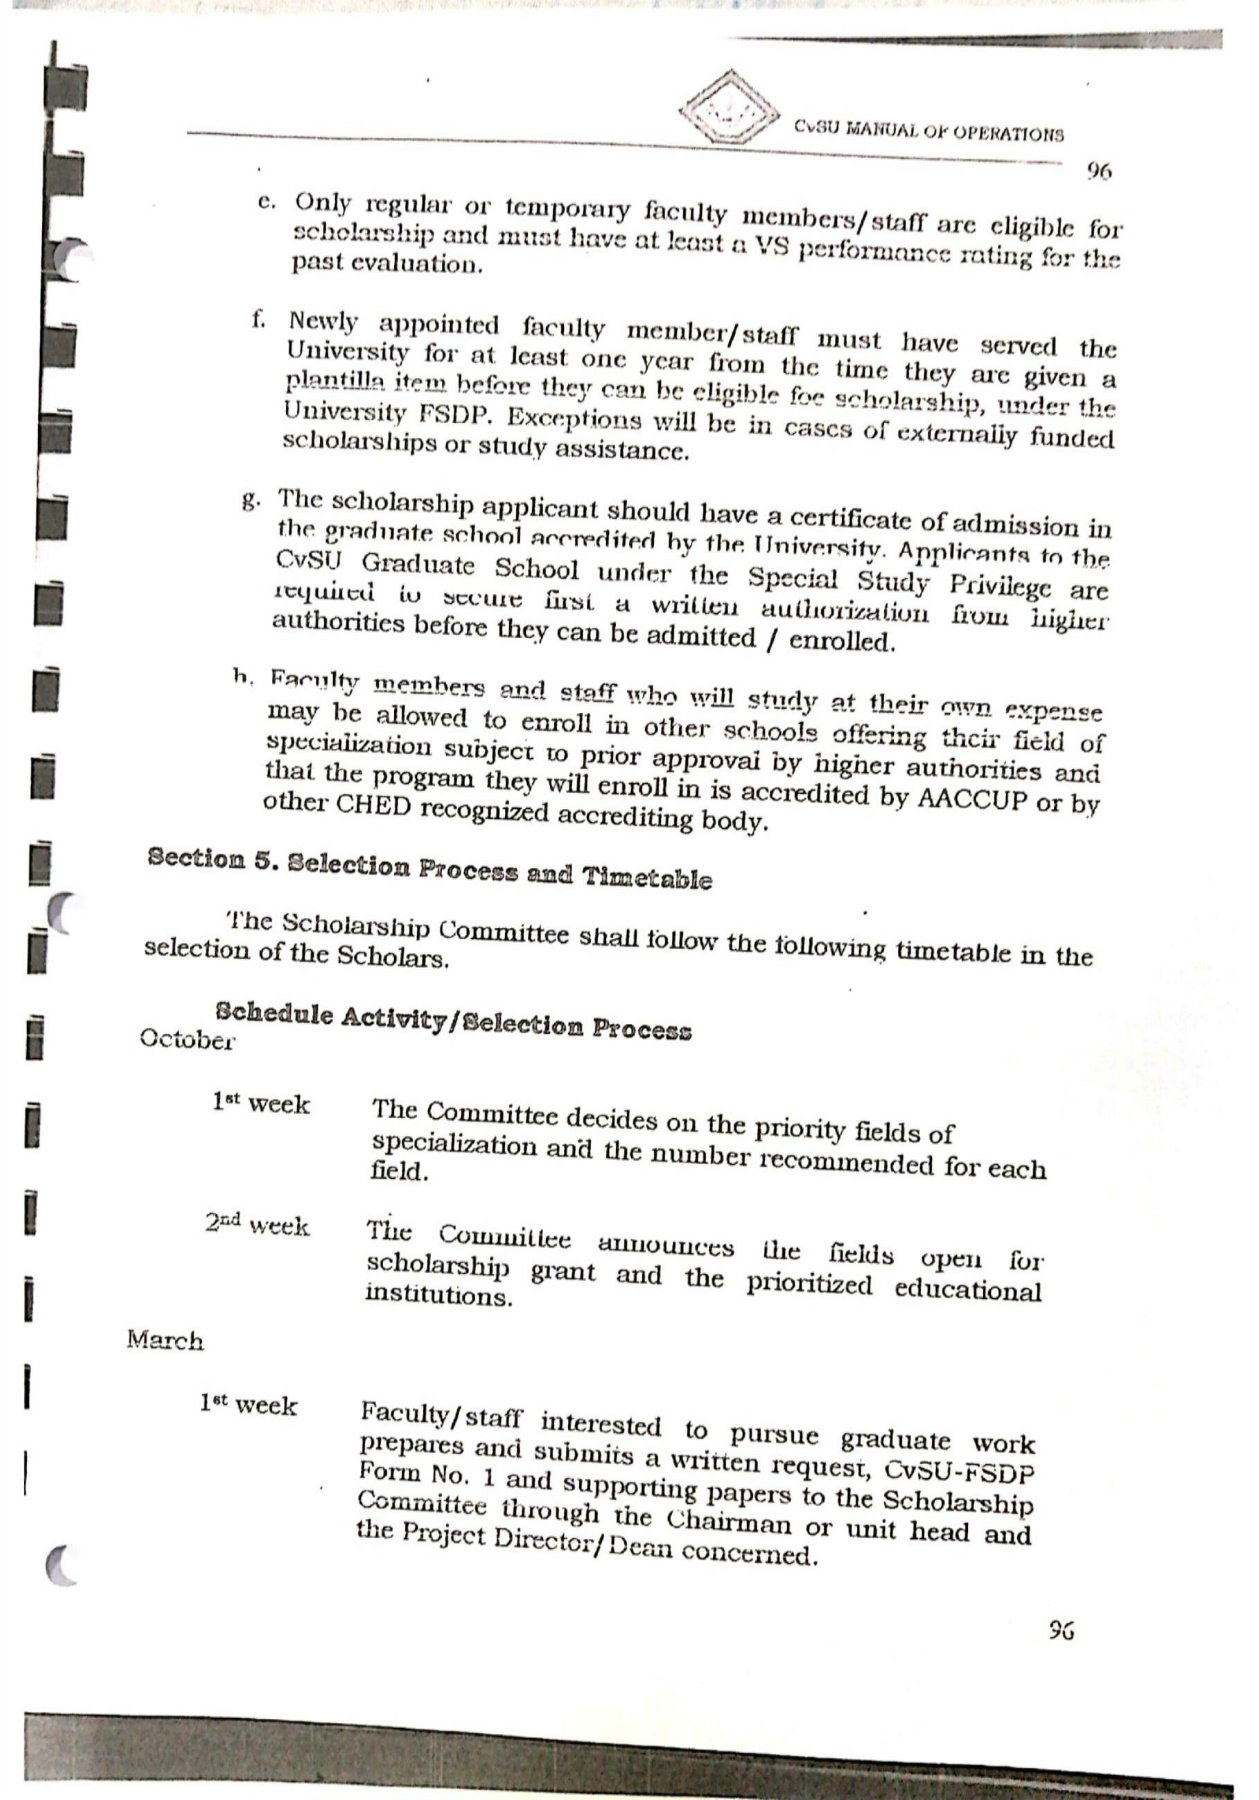 CvSU MANUAL OF OPERATIONS
96
e. Only regular or temporary faculty members/staff are eligible for
scholarship and must have at least a VS performance rating for the
past evaluation.
f. Newly appointed faculty member/staff must have served the
University for at least one year from the time they are given a
plantilla item before they can be eligible foe scholarship, under the
University FSDP. Exceptions will be in cases of externally funded
scholarships or study assistance.
g. The scholarship applicant should have a certificate of admission in
the graduate school accredited by the University. Applicants to the
CvSU Graduate School under the Special Study Privilege are
required to secure first a written authorization from higher
authorities before they can be admitted / enrolled.
h. Faculty members and staff who will study at their own expense
may be allowed to enroll in other schools offering their field of
specialization subject to prior approval by higher authorities and
that the program they will enroll in is accredited by AACCUP or by
other CHED recognized accrediting body.
Section 5. Selection Process and Timetable
The Scholarship Committee shall follow the following timetable in the
selection of the Scholars.
Schedule Activity/Selection Process
October
1st week The Committee decides on the priority fields of
specialization and the number recommended for each
field.
2nd week The Committee announces the fields open for
scholarship grant and the prioritized educational
institutions.
March
1st week Faculty/staff interested to pursue graduate work
prepares and submits a written request, CvSU-FSDP
Form No. 1 and supporting papers to the Scholarship
Committee through the Chairman or unit head and
the Project Director/Dean concerned.
96